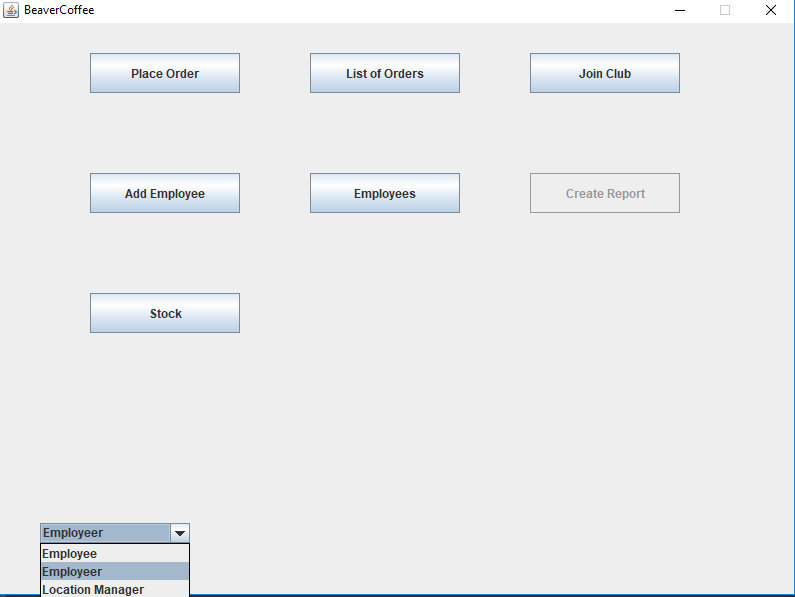 BeaverCoffee
Place Order
List of Orders
Join Club
Add Employee
Employees
Create Report
Stock
Employeer
Employee
Employeer
Location Manager